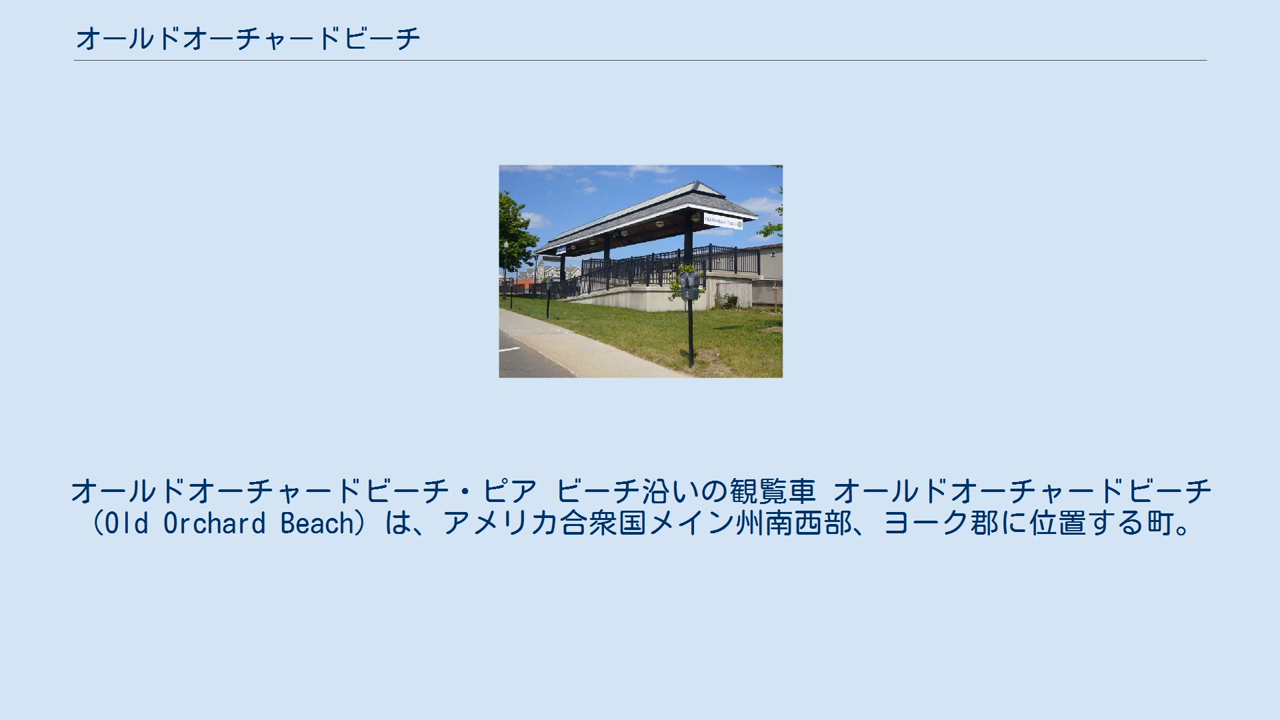 オールドオーチャードビーチ
オールドオーチャードビーチ・ピア ビーチ沿いの観覧車 オールドオーチャードビーチ
（Old Orchard Beach）は、アメリカ合衆国メイン州南西部、ヨーク郡に位置する町。